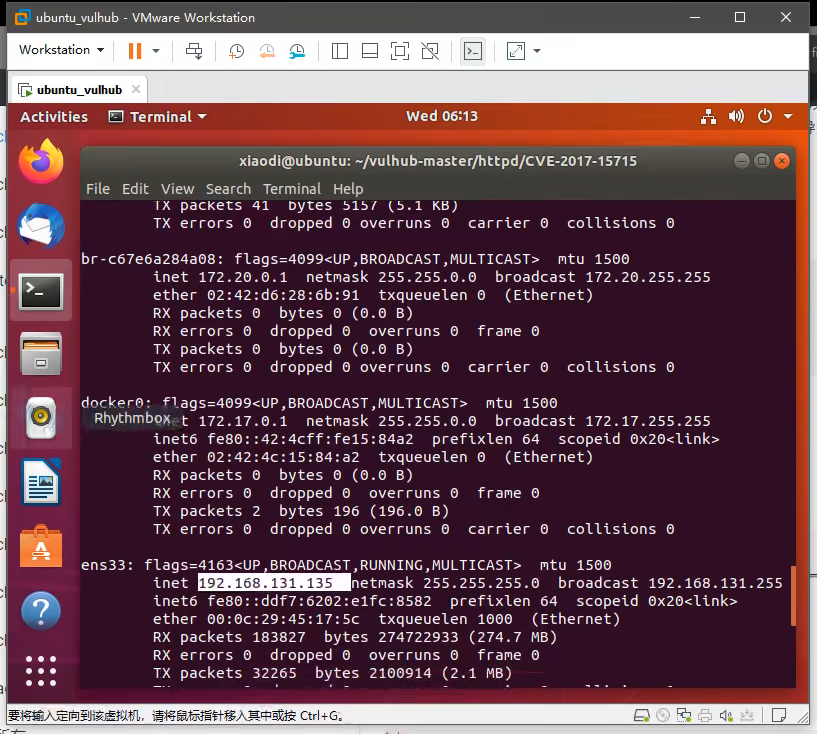 ubuntu_vulhub - VMware Workstation
Workstation
ubuntu_vulhub
Activities Terminal Wed 06:13
xiaodi@ubuntu: ~/vulhub-master/httpd/CVE-2017-15715
File Edit View Search Terminal Help
TX packets 41 bytes 5157 (5.1 KB)
TX errors 0 dropped 0 overruns 0 carrier 0 collisions 0
br-c67e6a284a08: flags=4099<UP,BROADCAST,MULTICAST> mtu 1500
inet 172.20.0.1 netmask 255.255.0.0 broadcast 172.20.255.255
ether 02:42:d6:28:6b:91 txqueuelen 0 (Ethernet)
RX packets 0 bytes 0 (0.0 B)
RX errors 0 dropped 0 overruns 0 frame 0
TX packets 0 bytes 0 (0.0 B)
TX errors 0 dropped 0 overruns 0 carrier 0 collisions 0
docker0: flags=4099<UP,BROADCAST,MULTICAST> mtu 1500
Rhythmbox
172.17.0.1 netmask 255.255.0.0 broadcast 172.17.255.255
inet6 fe80::42:4cff:fe15:84a2 prefixlen 64 scopeid 0x20<link>
ether 02:42:4c:15:84:a2 txqueuelen 0 (Ethernet)
RX packets 0 bytes 0 (0.0 B)
RX errors 0 dropped 0 overruns 0 frame 0
TX packets 2 bytes 196 (196.0 B)
TX errors 0 dropped 0 overruns 0 carrier 0 collisions 0
ens33: flags=4163<UP,BROADCAST,RUNNING,MULTICAST> mtu 1500
inet 192.168.131.135 netmask 255.255.255.0 broadcast 192.168.131.255
inet6 fe80::ddf7:6202:e1fc:8582 prefixlen 64 scopeid 0x20<link>
ether 00:0c:29:45:17:5c txqueuelen 1000 (Ethernet)
RX packets 183827 bytes 274722933 (274.7 MB)
RX errors 0 dropped 0 overruns 0 frame 0
TX packets 32265 bytes 2100914 (2.1 MB)
要将输入定向到该虚拟机，请将鼠标指针移入其中或按 Ctrl+G。